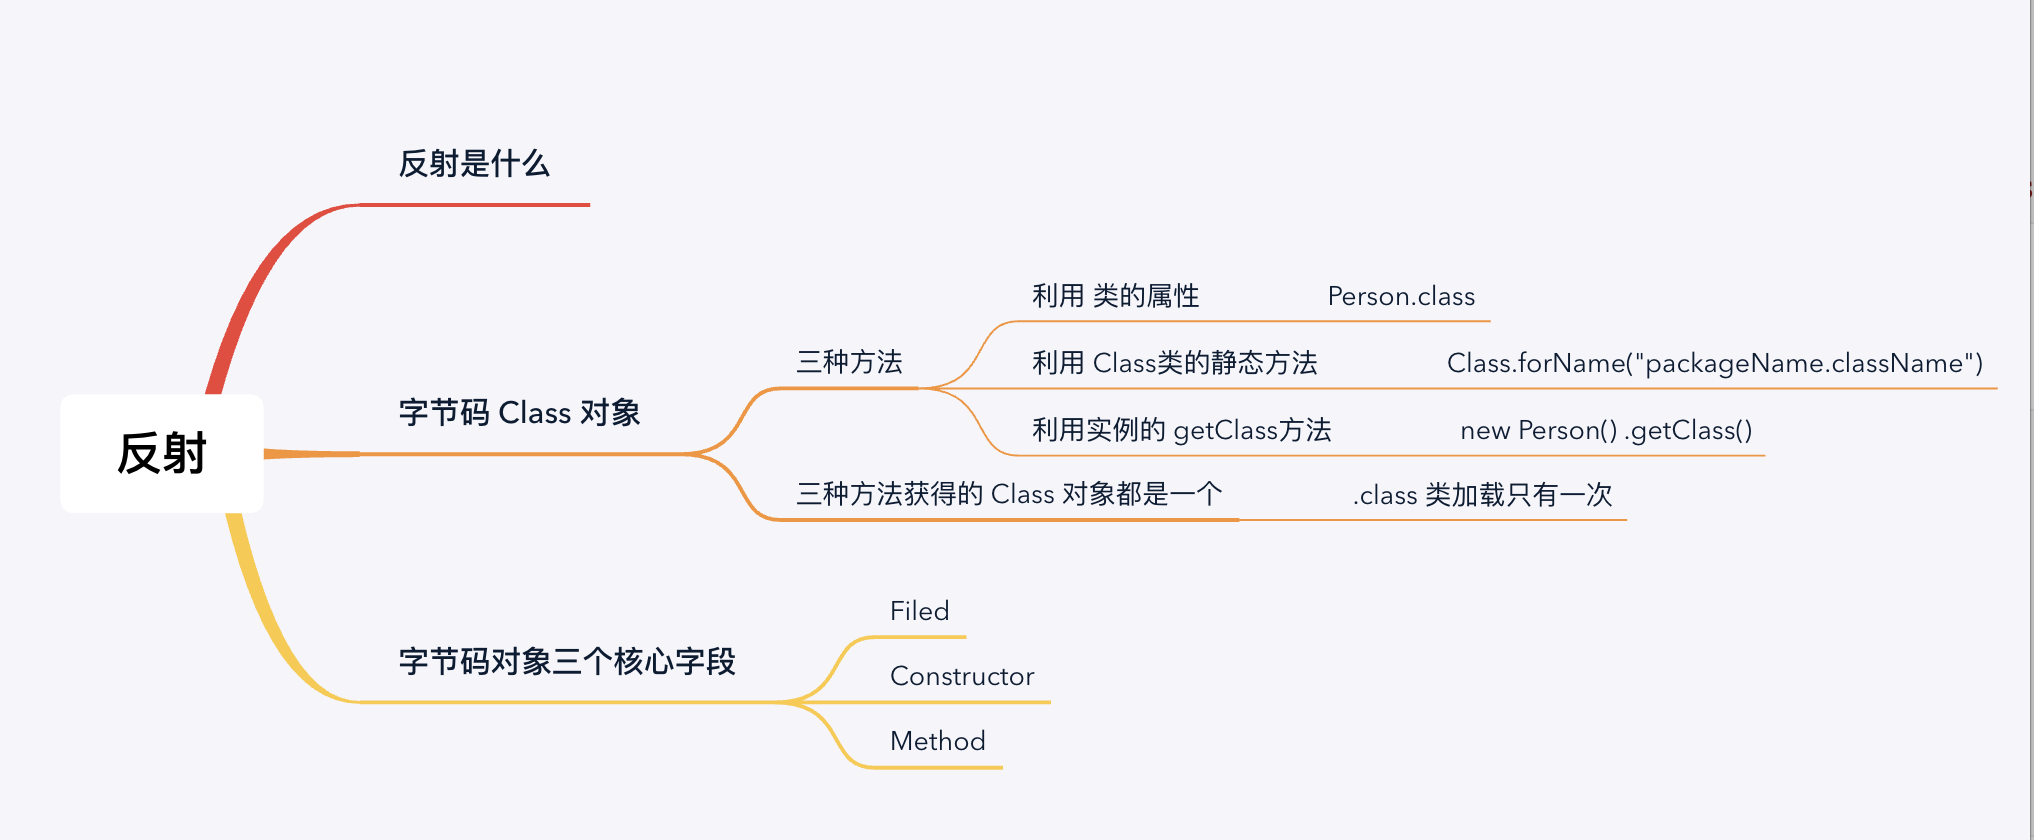 反射
反射是什么
字节码 Class 对象
三种方法
利用 类的属性
Person.class
利用 Class类的静态方法
Class.forName("packageName.className")
利用实例的 getClass方法
new Person() .getClass()
三种方法获得的 Class 对象都是一个
.class 类加载只有一次
字节码对象三个核心字段
Filed
Constructor
Method